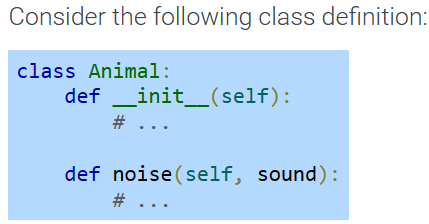 Consider the following class definition:
class Animal:
    def __init__(self):
        # ...
    def noise(self, sound):
        # ...